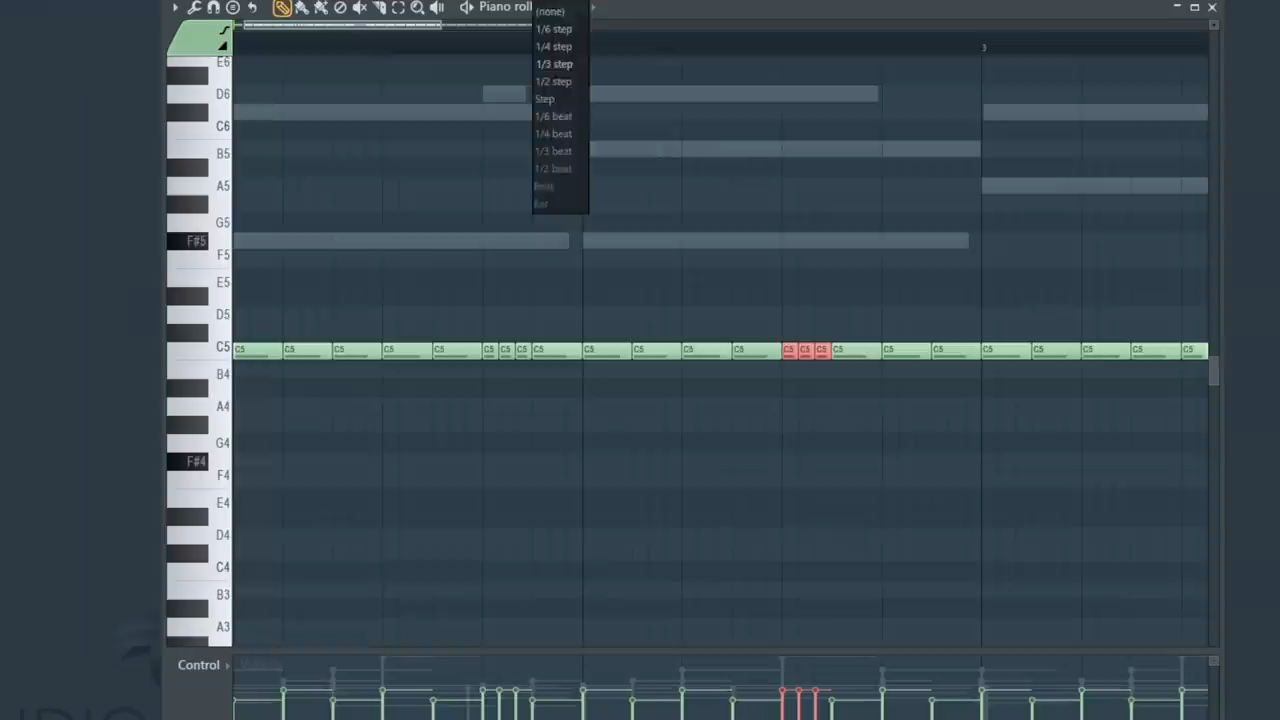 Piano roll
(none)
1/6 step
1/4 step
1/3 step
1/2 step
Step
1/6 beat
1/4 beat
1/3 beat
1/2 beat
Beat
Bar
3
E6
D6
C6
B5
A5
G5
F#5
F5
E5
D5
C5
C5 C5 C5 C5 C5 C5 C5 C5 C5 C5 C5 C5 C5 C5 C5 C5 C5 C5 C5 C5 C5 C5 C5 C5
B4
A4
G4
F#4
F4
E4
D4
C4
B3
A3
Control